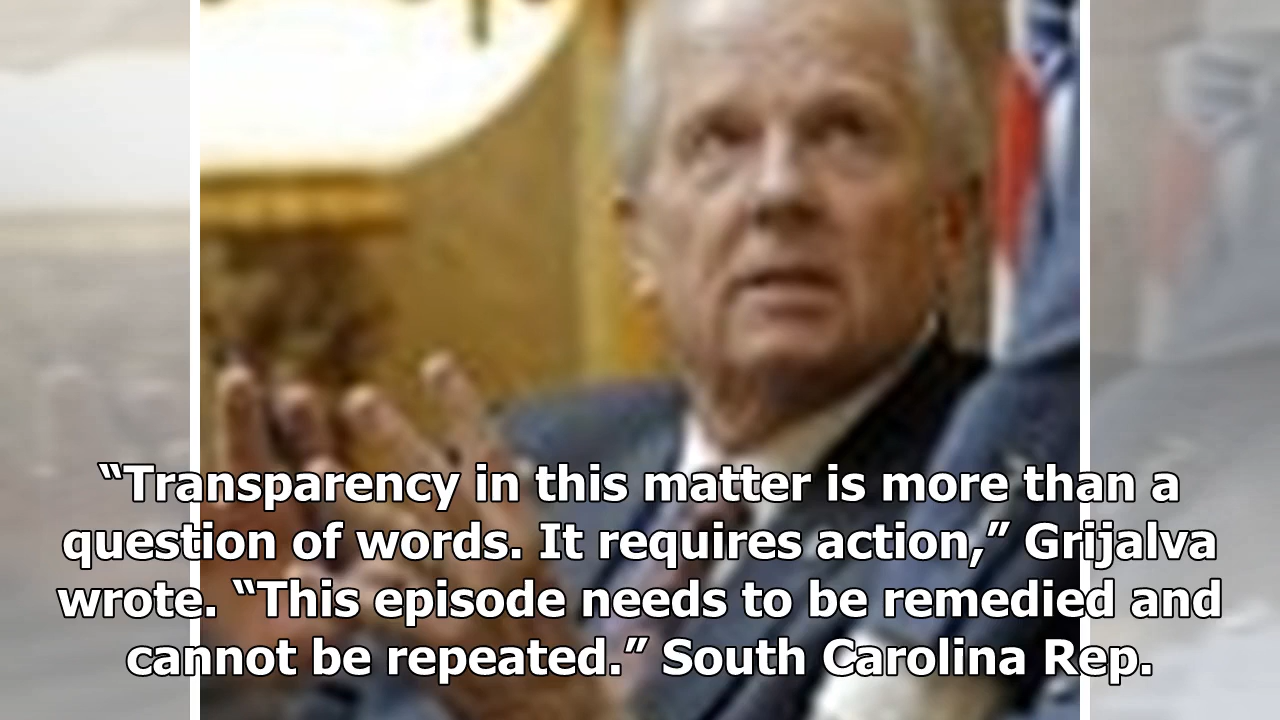 “Transparency in this matter is more than a
question of words. It requires action,” Grijalva
wrote. “This episode needs to be remedied and
cannot be repeated.” South Carolina Rep.